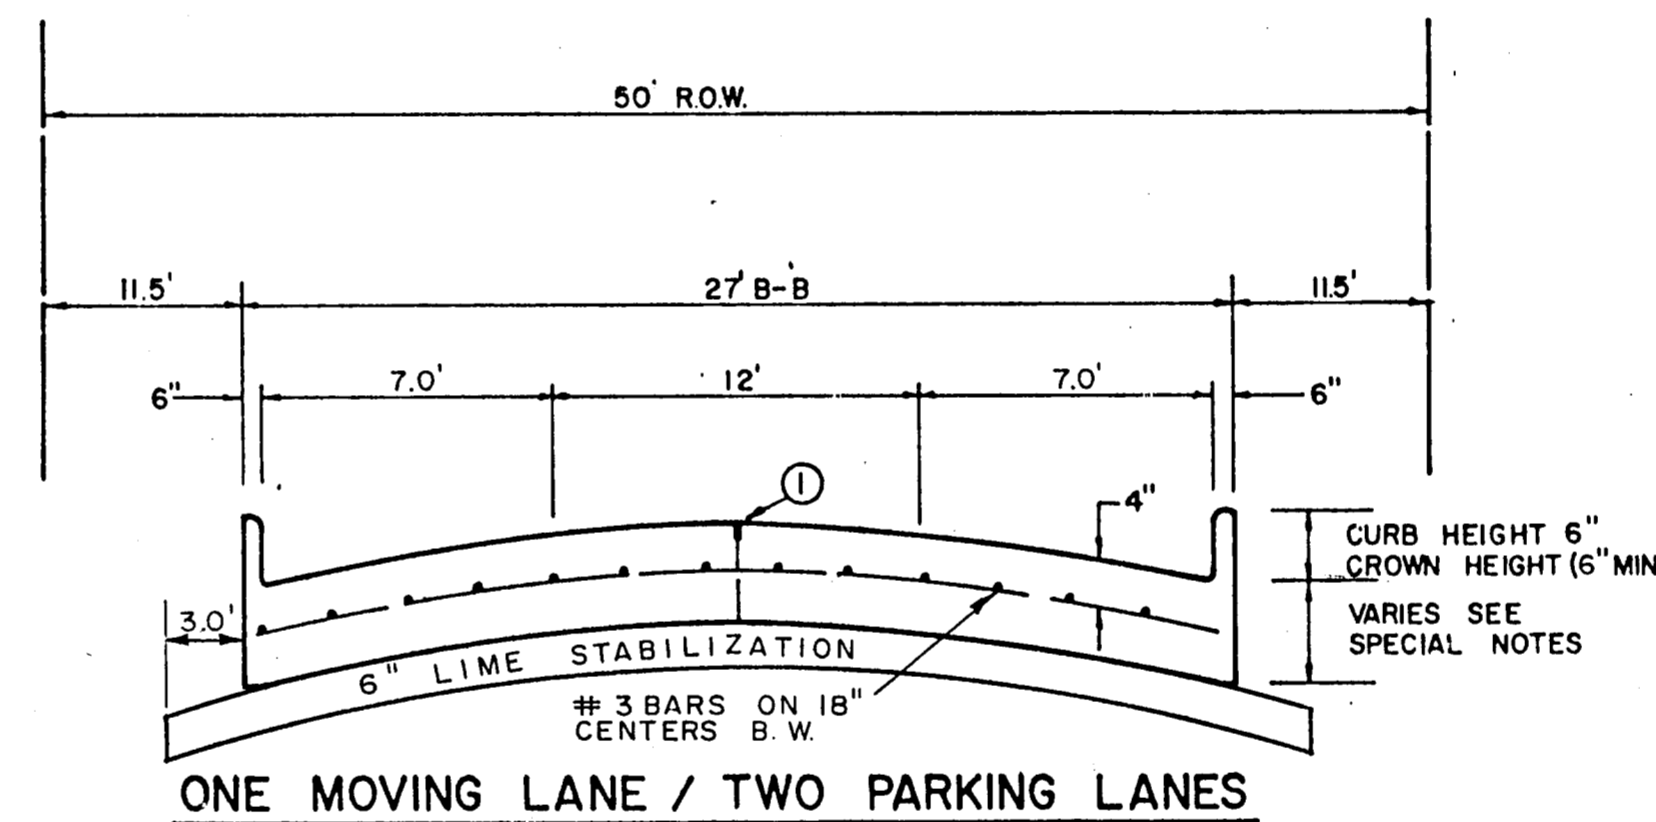 50' R.O.W.
11.5'
27' B-B
11.5'
6"
7.0'
12'
7.0'
6"
1
4"
CURB HEIGHT 6"
CROWN HEIGHT (6" MIN
3.0'
VARIES SEE
SPECIAL NOTES
6" LIME STABILIZATION
# 3 BARS ON 18"
CENTERS B. W.
ONE MOVING LANE / TWO PARKING LANES